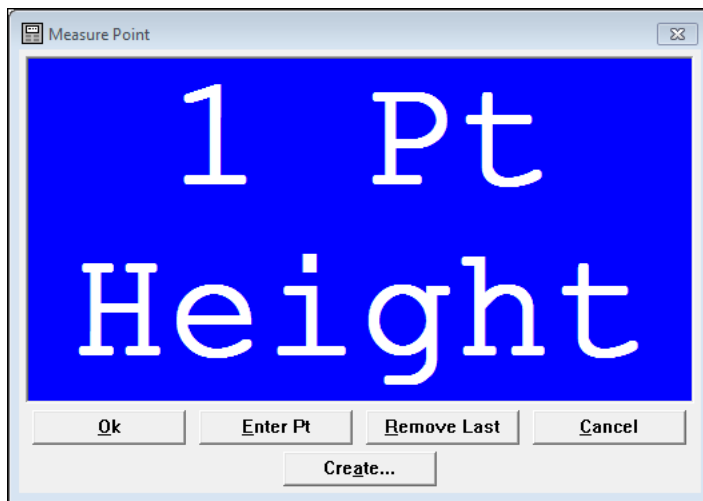 Measure Point
1 Pt
Height
Ok Enter Pt Remove Last Cancel
Create...